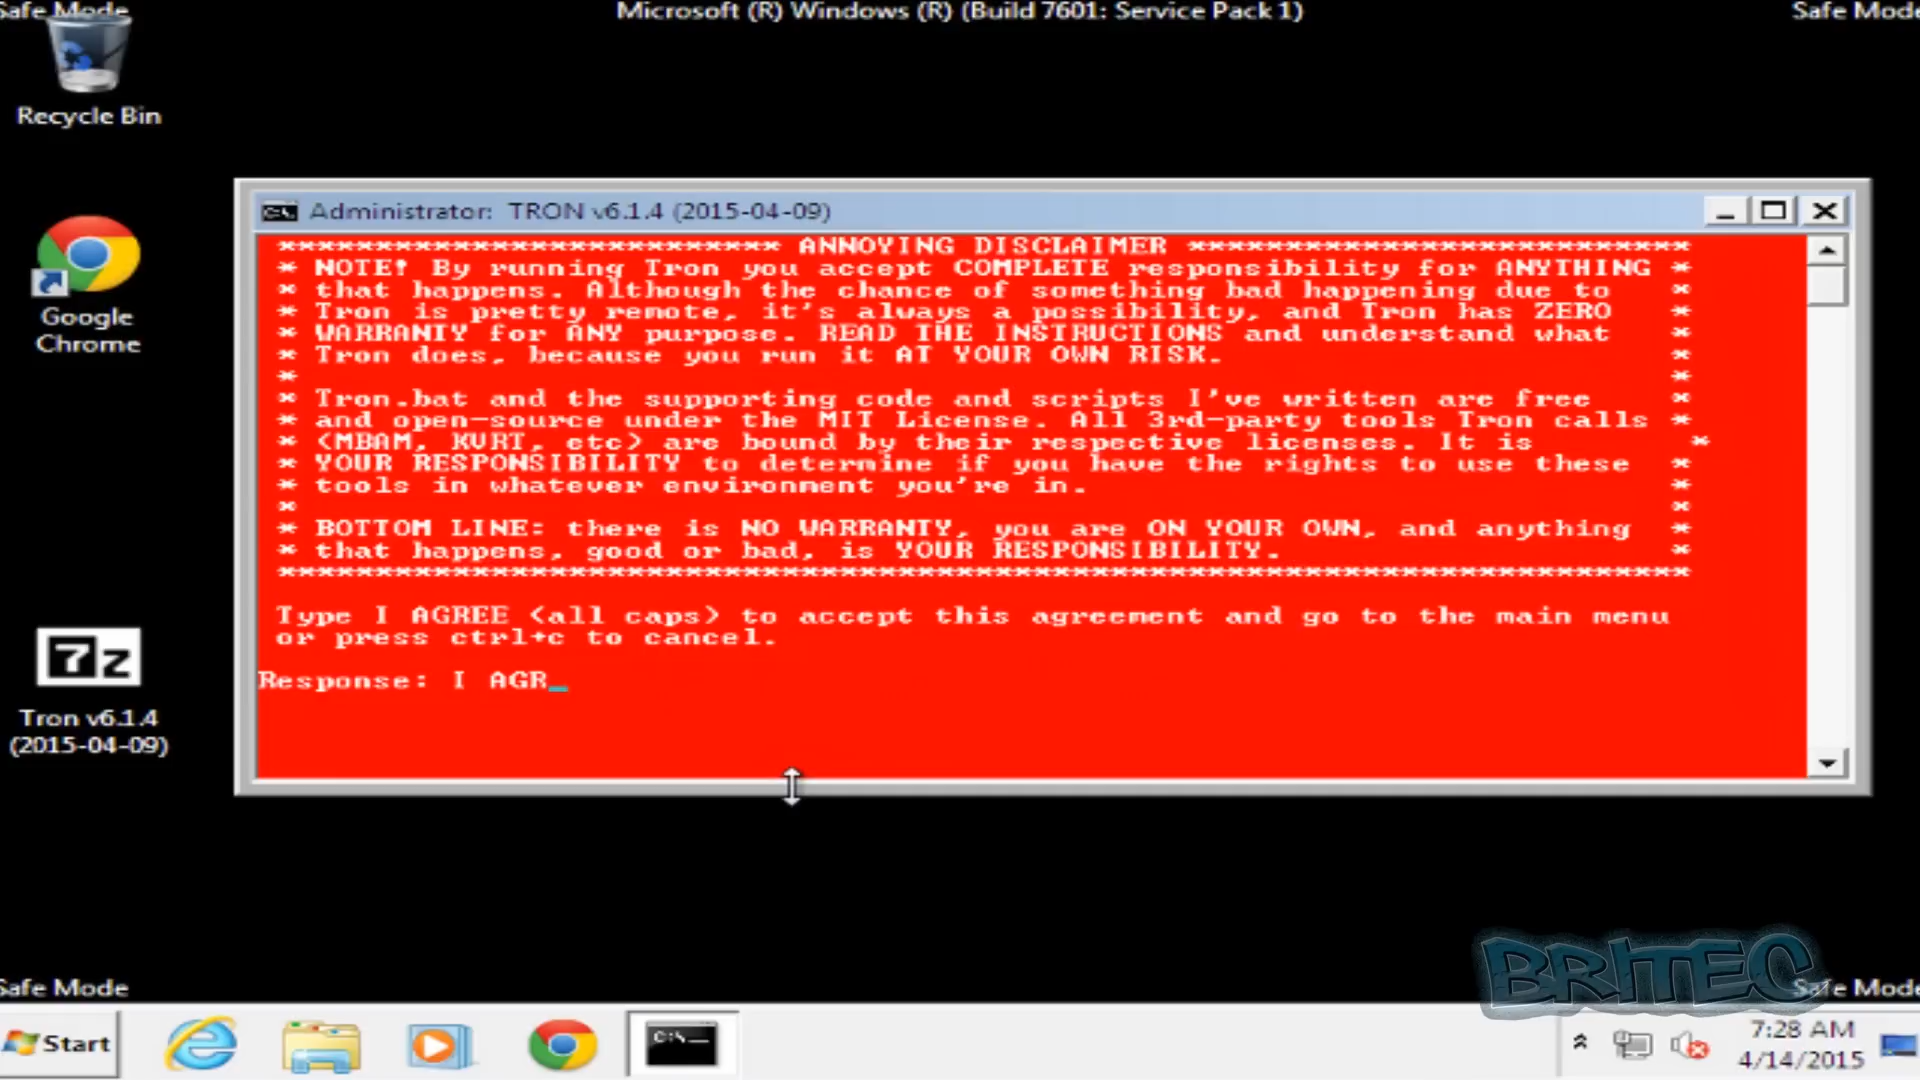 Safe Mode
Microsoft (R) Windows (R) (Build 7601: Service Pack 1)
Safe Mode
Recycle Bin
Google
Chrome
7z
Tron v6.1.4
(2015-04-09)
Administrator: TRON v6.1.4 (2015-04-09)
************************** ANNOYING DISCLAIMER **************************
* NOTE! By running Tron you accept COMPLETE responsibility for ANYTHING *
* that happens. Although the chance of something bad happening due to *
* Tron is pretty remote, it's always a possibility, and Tron has ZERO *
* WARRANTY for ANY purpose. READ THE INSTRUCTIONS and understand what *
* Tron does, because you run it AT YOUR OWN RISK. *
* *
* Tron.bat and the supporting code and scripts I've written are free *
* and open-source under the MIT License. All 3rd-party tools Tron calls *
* (MBAM, KVRT, etc) are bound by their respective licenses. It is *
* YOUR RESPONSIBILITY to determine if you have the rights to use these *
* tools in whatever environment you're in. *
* *
* BOTTOM LINE: there is NO WARRANTY, you are ON YOUR OWN, and anything *
* that happens, good or bad, is YOUR RESPONSIBILITY. *
*************************************************************************
Type I AGREE (all caps) to accept this agreement and go to the main menu
or press ctrl+c to cancel.
Response: I AGR_
BRITEC
Safe Mode
Safe Mode
Start
C:\_
7:28 AM
4/14/2015